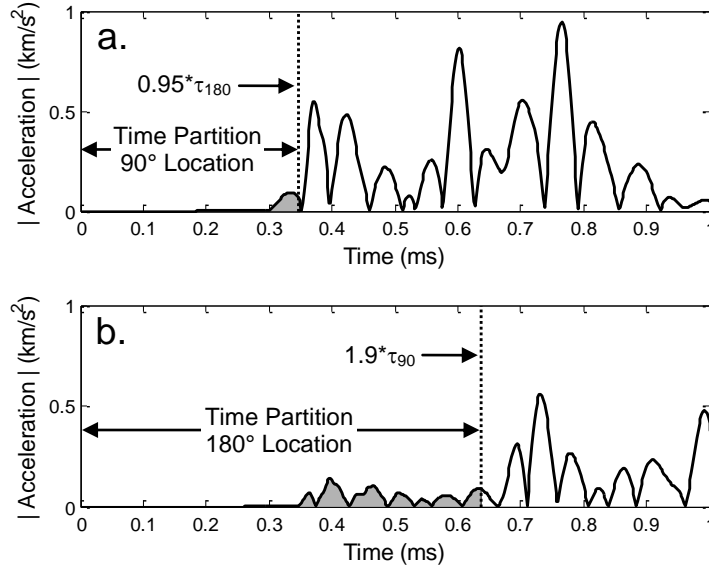 a.
| Acceleration | (km/s²)
1
0.5
0
0.95*τ₁₈₀
Time Partition
90° Location
0 0.1 0.2 0.3 0.4 0.5 0.6 0.7 0.8 0.9 1
Time (ms)
b.
| Acceleration | (km/s²)
1
0.5
0
1.9*τ₉₀
Time Partition
180° Location
0 0.1 0.2 0.3 0.4 0.5 0.6 0.7 0.8 0.9 1
Time (ms)